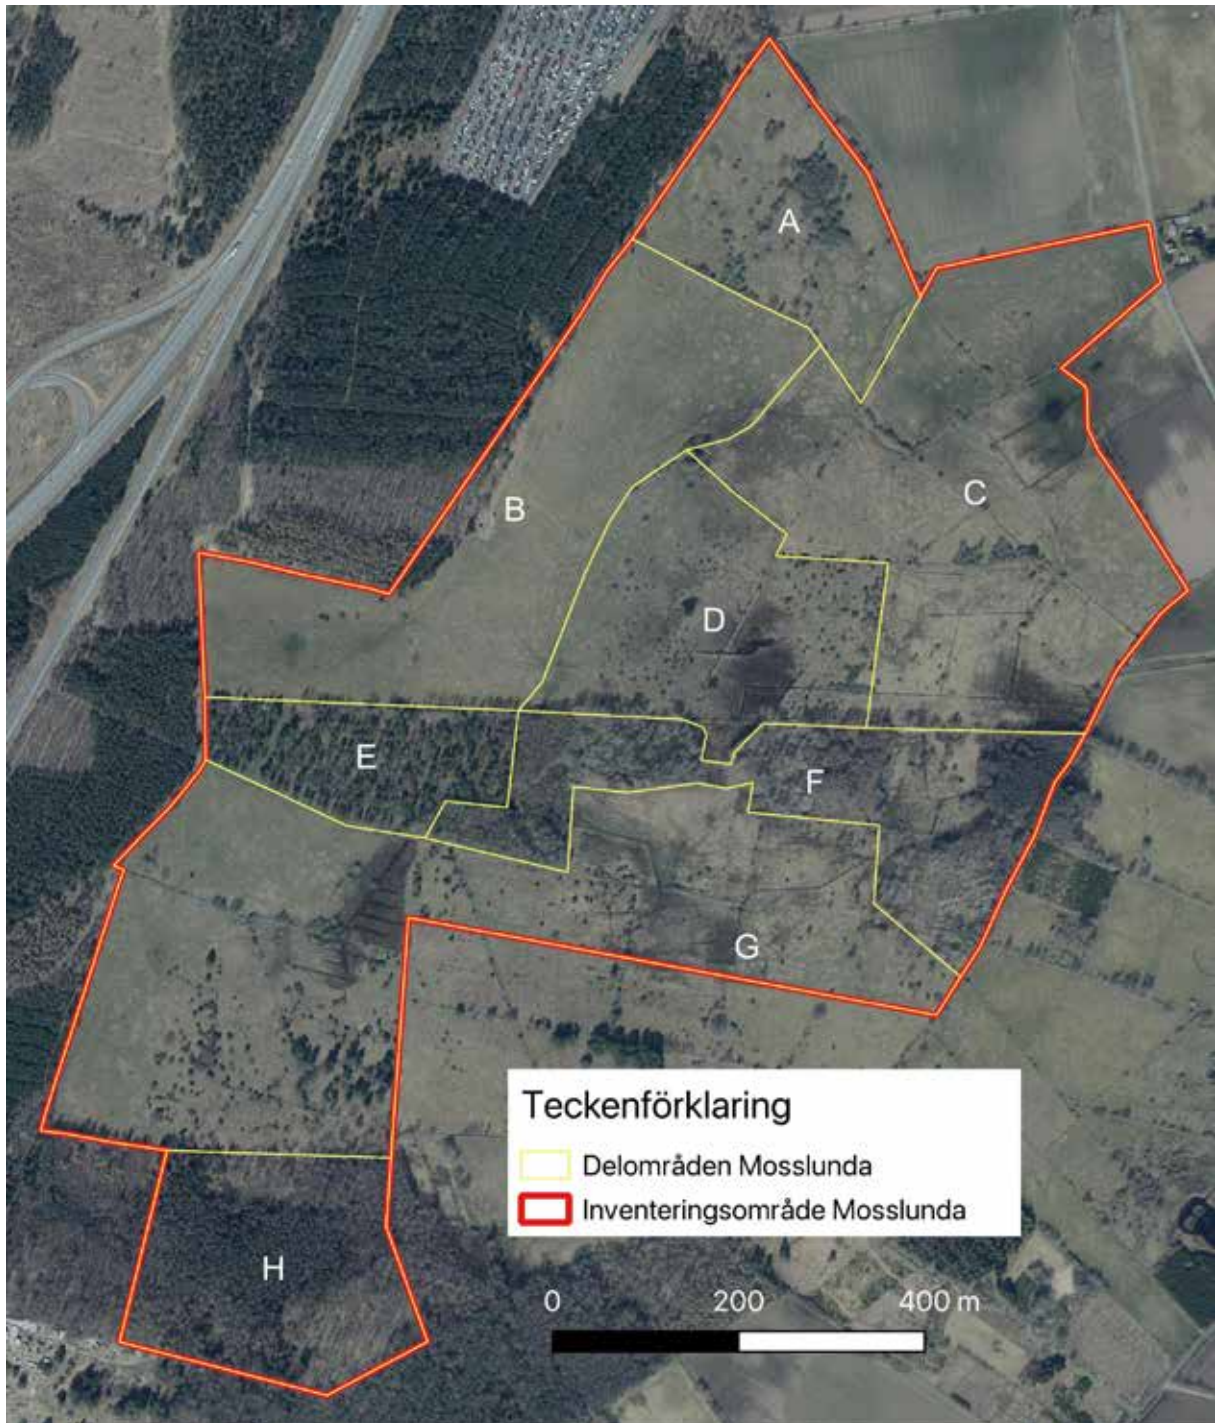 A
B
C
D
E
F
G
H
Teckenförklaring
Delområden Mosslunda
Inventeringsområde Mosslunda
0 200 400 m